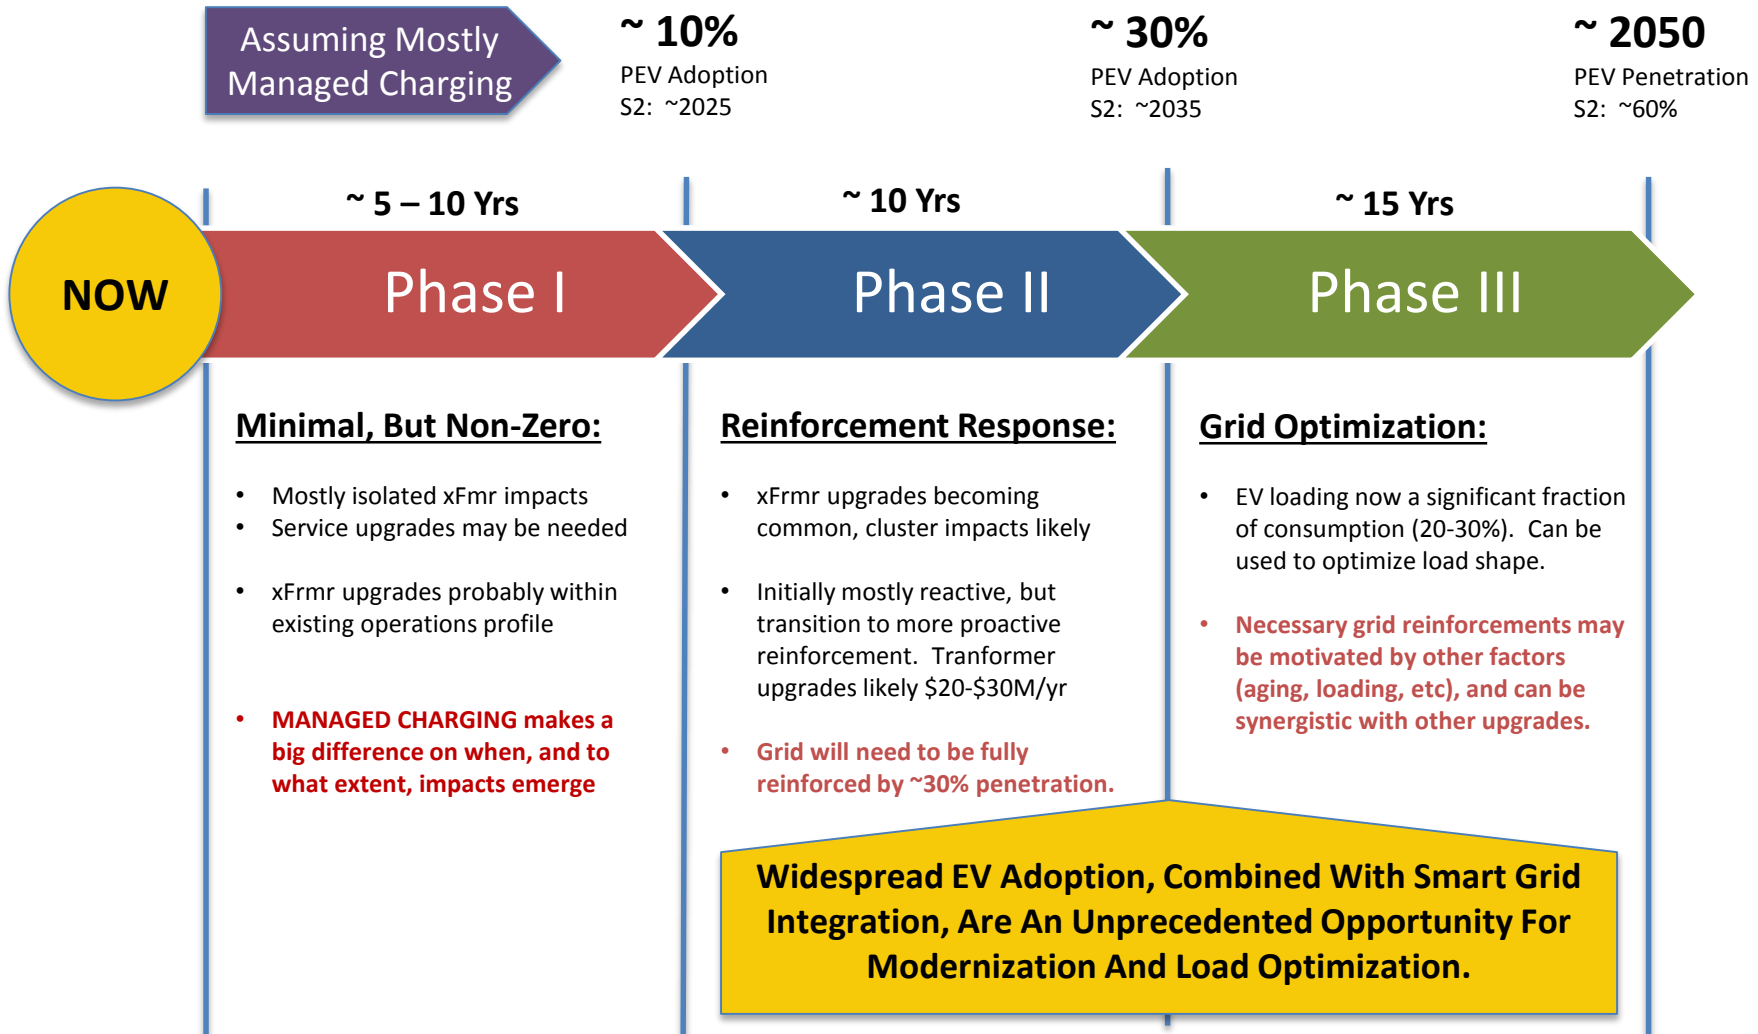 Assuming Mostly
Managed Charging
~ 10%
PEV Adoption
S2:  ~2025
~ 30%
PEV Adoption
S2:  ~2035
~ 2050
PEV Penetration
S2:  ~60%
NOW
~ 5 – 10 Yrs
~ 10 Yrs
~ 15 Yrs
Phase I
Phase II
Phase III
Minimal, But Non-Zero:
• Mostly isolated xFmr impacts
• Service upgrades may be needed
• xFrmr upgrades probably within
existing operations profile
• MANAGED CHARGING makes a
big difference on when, and to
what extent, impacts emerge
Reinforcement Response:
• xFrmr upgrades becoming
common, cluster impacts likely
• Initially mostly reactive, but
transition to more proactive
reinforcement.  Tranformer
upgrades likely $20-$30M/yr
• Grid will need to be fully
reinforced by ~30% penetration.
Grid Optimization:
• EV loading now a significant fraction
of consumption (20-30%).  Can be
used to optimize load shape.
• Necessary grid reinforcements may
be motivated by other factors
(aging, loading, etc), and can be
synergistic with other upgrades.
Widespread EV Adoption, Combined With Smart Grid
Integration, Are An Unprecedented Opportunity For
Modernization And Load Optimization.